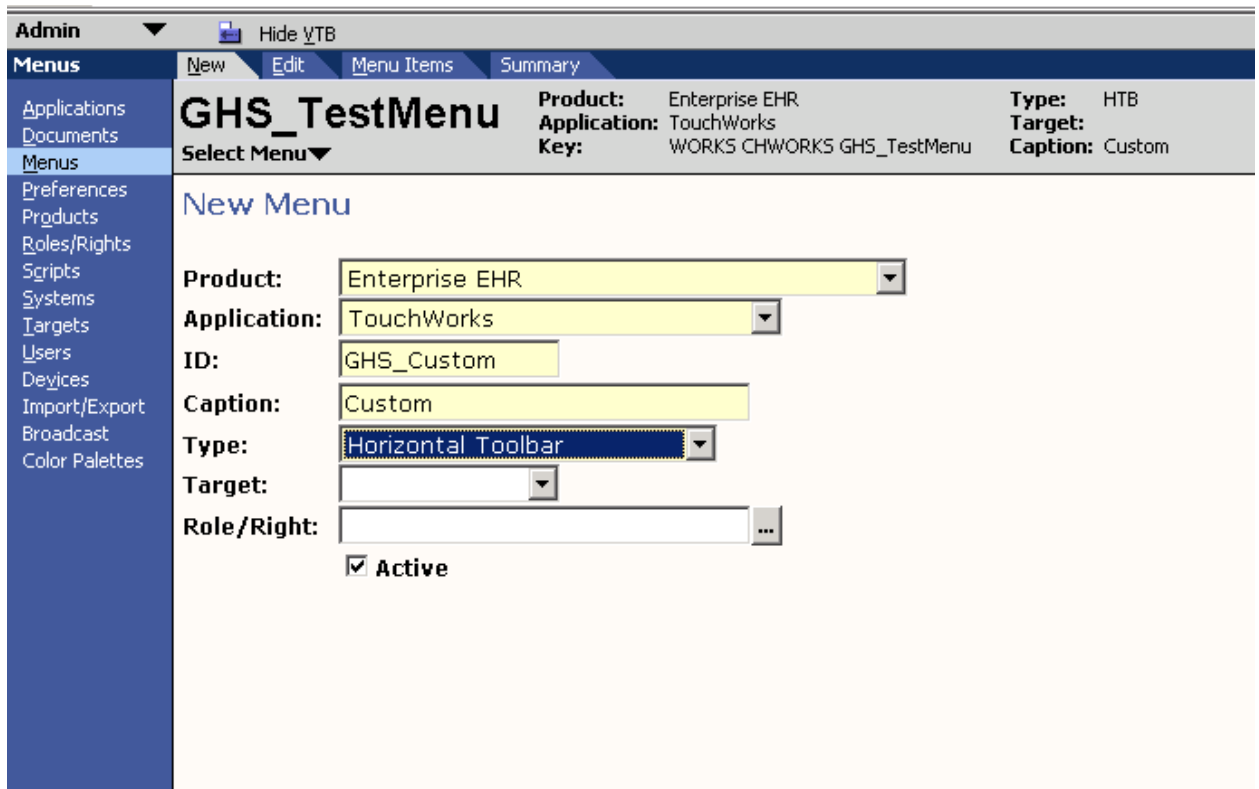 Admin
Hide VTB
Menus
New Edit Menu Items Summary
Applications
Documents
Menus
Preferences
Products
Roles/Rights
Scripts
Systems
Targets
Users
Devices
Import/Export
Broadcast
Color Palettes
GHS_TestMenu
Select Menu
Product: Enterprise EHR
Application: TouchWorks
Key: WORKS CHWORKS GHS_TestMenu
Type: HTB
Target:
Caption: Custom
New Menu
Product: Enterprise EHR
Application: TouchWorks
ID: GHS_Custom
Caption: Custom
Type: Horizontal Toolbar
Target:
Role/Right: ...
Active